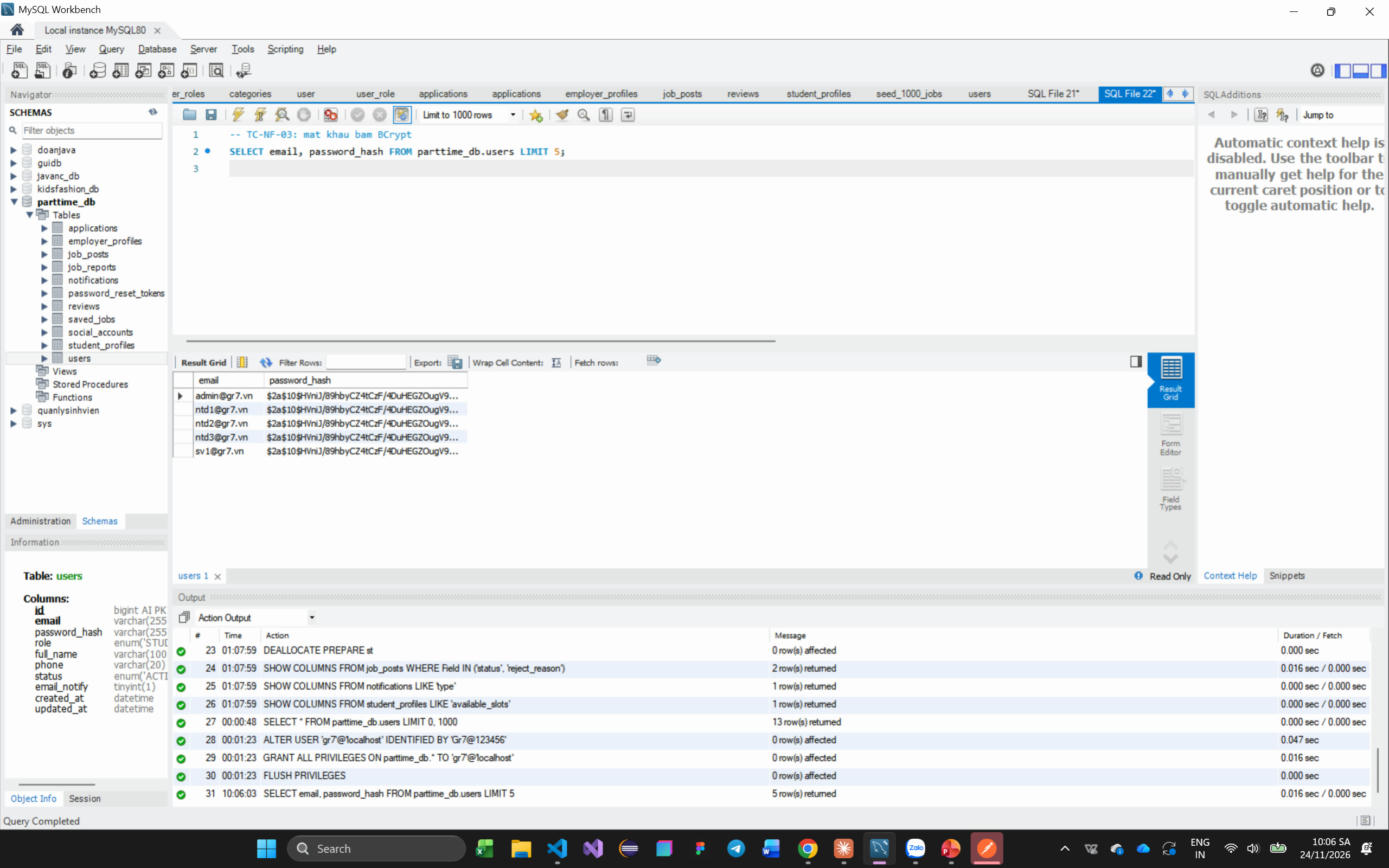 MySQL Workbench
Local instance MySQL80
File Edit View Query Database Server Tools Scripting Help
Navigator
SCHEMAS
Filter objects
doanjava
guidb
javanc_db
kidsfashion_db
parttime_db
Tables
applications
employer_profiles
job_posts
job_reports
notifications
password_reset_tokens
reviews
saved_jobs
social_accounts
student_profiles
users
Views
Stored Procedures
Functions
quanlysinhvien
sys
Administration Schemas
Information
Table: users
Columns:
id bigint AI PK
email varchar(255
password_hash varchar(255
role enum('STUD
full_name varchar(100
phone varchar(20)
status enum('ACTI
email_notify tinyint(1)
created_at datetime
updated_at datetime
Object Info Session
Query Completed
er_roles categories user user_role applications applications employer_profiles job_posts reviews student_profiles seed_1000_jobs users SQL File 21* SQL File 22*
Limit to 1000 rows
1 -- TC-NF-03: mat khau bam BCrypt
2 SELECT email, password_hash FROM parttime_db.users LIMIT 5;
3
Result Grid Filter Rows: Export: Wrap Cell Content: Fetch rows:
email password_hash
admin@gr7.vn $2a$10$HVniJ/89hbyCZ4tCzF/4DuHEGZOugV9...
ntd1@gr7.vn $2a$10$HVniJ/89hbyCZ4tCzF/4DuHEGZOugV9...
ntd2@gr7.vn $2a$10$HVniJ/89hbyCZ4tCzF/4DuHEGZOugV9...
ntd3@gr7.vn $2a$10$HVniJ/89hbyCZ4tCzF/4DuHEGZOugV9...
sv1@gr7.vn $2a$10$HVniJ/89hbyCZ4tCzF/4DuHEGZOugV9...
Result Grid
Form Editor
Field Types
users 1
Read Only
SQLAdditions
Jump to
Automatic context help is
disabled. Use the toolbar t
manually get help for the
current caret position or to
toggle automatic help.
Context Help Snippets
Output
Action Output
# Time Action Message Duration / Fetch
23 01:07:59 DEALLOCATE PREPARE st 0 row(s) affected 0.000 sec
24 01:07:59 SHOW COLUMNS FROM job_posts WHERE Field IN ('status', 'reject_reason') 2 row(s) returned 0.016 sec / 0.000 sec
25 01:07:59 SHOW COLUMNS FROM notifications LIKE 'type' 1 row(s) returned 0.000 sec / 0.000 sec
26 01:07:59 SHOW COLUMNS FROM student_profiles LIKE 'available_slots' 1 row(s) returned 0.000 sec / 0.000 sec
27 00:00:48 SELECT * FROM parttime_db.users LIMIT 0, 1000 13 row(s) returned 0.000 sec / 0.000 sec
28 00:01:23 ALTER USER 'gr7'@'localhost' IDENTIFIED BY 'Gr7@123456' 0 row(s) affected 0.047 sec
29 00:01:23 GRANT ALL PRIVILEGES ON parttime_db.* TO 'gr7'@'localhost' 0 row(s) affected 0.016 sec
30 00:01:23 FLUSH PRIVILEGES 0 row(s) affected 0.000 sec
31 10:06:03 SELECT email, password_hash FROM parttime_db.users LIMIT 5 5 row(s) returned 0.016 sec / 0.000 sec
Search
Zalo
ENG
IN
10:06 SA
24/11/2026